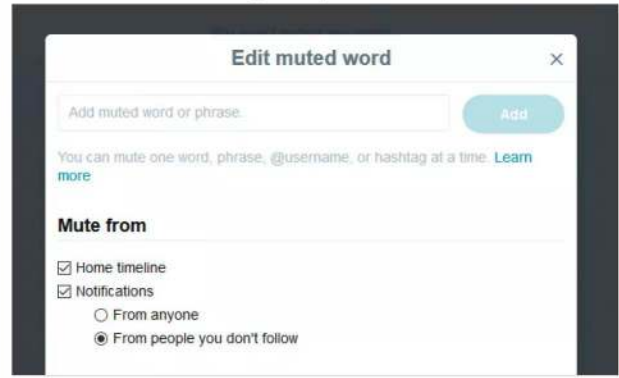 Edit muted word
Add muted word or phrase.
Add
You can mute one word, phrase, @username, or hashtag at a time. Learn
more
Mute from
Home timeline
Notifications
From anyone
From people you don't follow